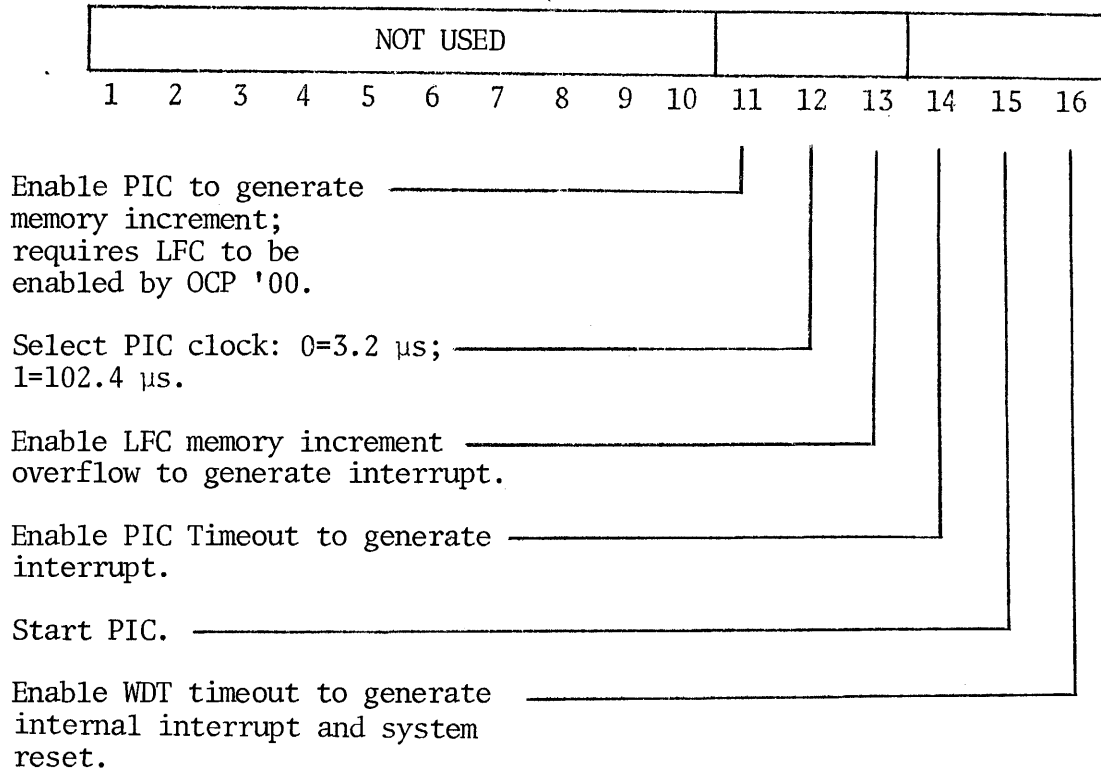 NOT USED
1 2 3 4 5 6 7 8 9 10 11 12 13 14 15 16
Enable PIC to generate
memory increment;
requires LFC to be
enabled by OCP '00.
Select PIC clock: 0=3.2 μs;
1=102.4 μs.
Enable LFC memory increment
overflow to generate interrupt.
Enable PIC Timeout to generate
interrupt.
Start PIC.
Enable WDT timeout to generate
internal interrupt and system
reset.